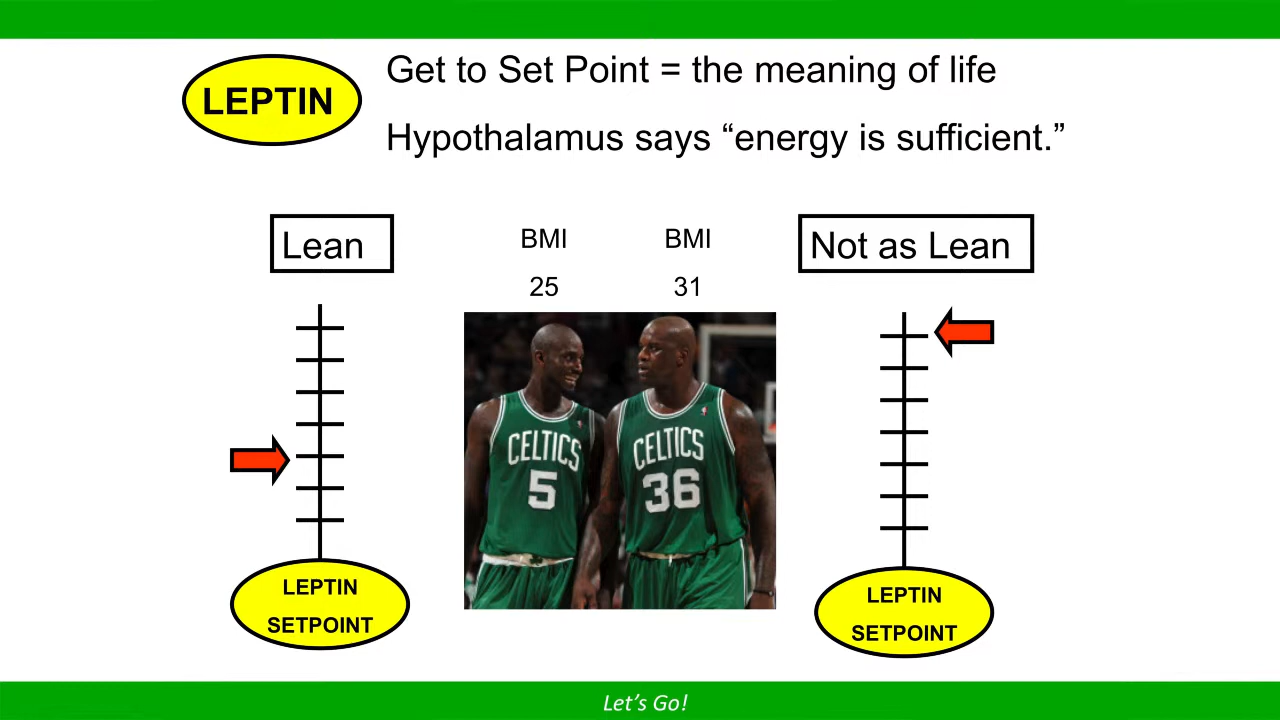 LEPTIN
Get to Set Point = the meaning of life
Hypothalamus says “energy is sufficient.”
Lean
BMI
25
BMI
31
Not as Lean
CELTICS
5
CELTICS
36
LEPTIN
SETPOINT
LEPTIN
SETPOINT
Let’s Go!